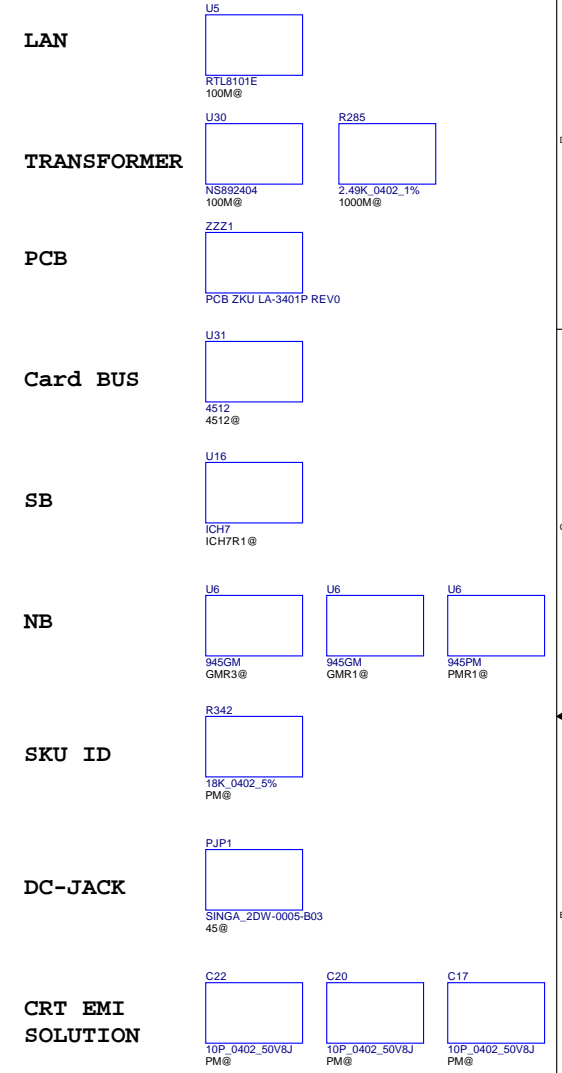 LAN
U5
RTL8101E
100M@
TRANSFORMER
U30
NS892404
100M@
R285
2.49K_0402_1%
1000M@
PCB
ZZZ1
PCB ZKU LA-3401P REV0
Card BUS
U31
4512
4512@
SB
U16
ICH7
ICH7R1@
NB
U6
945GM
GMR3@
U6
945GM
GMR1@
U6
945PM
PMR1@
SKU ID
R342
18K_0402_5%
PM@
DC-JACK
PJP1
SINGA_2DW-0005-B03
45@
CRT EMI
SOLUTION
C22
10P_0402_50V8J
PM@
C20
10P_0402_50V8J
PM@
C17
10P_0402_50V8J
PM@